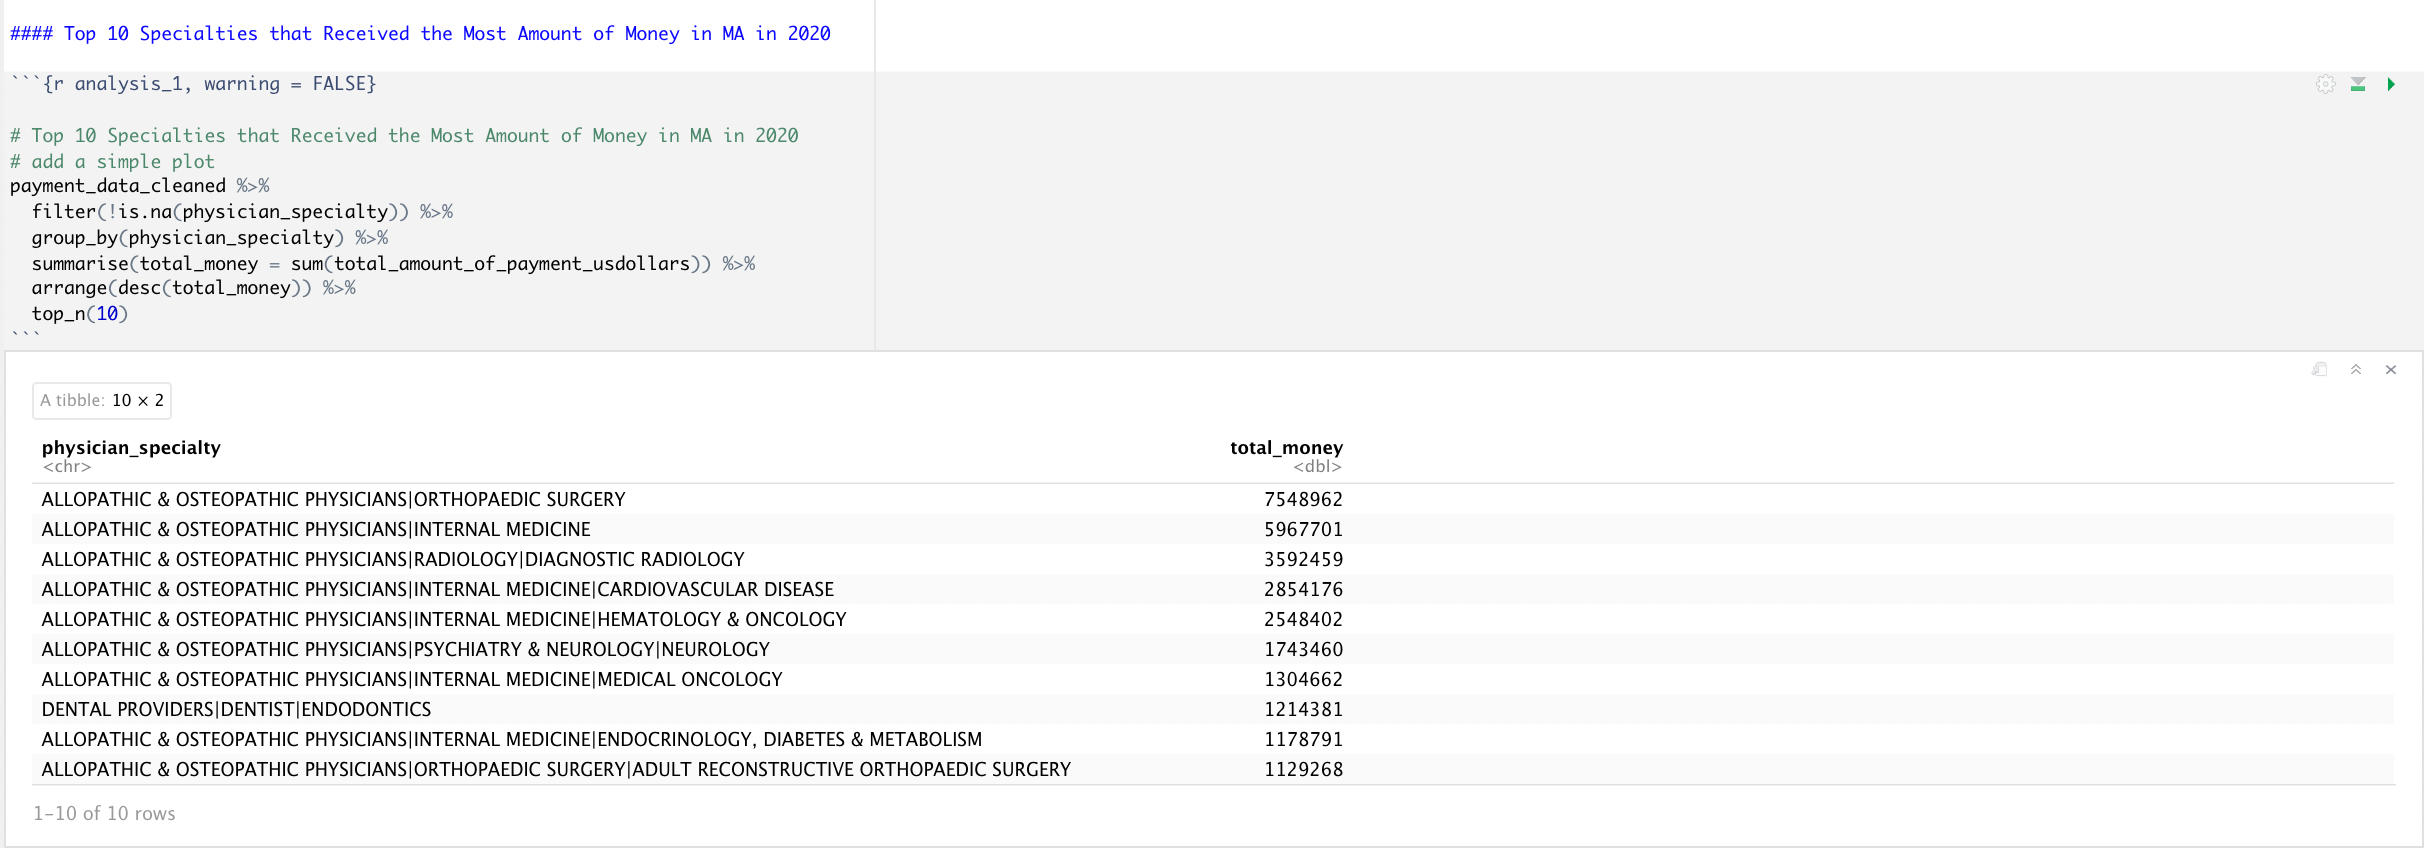 #### Top 10 Specialties that Received the Most Amount of Money in MA in 2020
```{r analysis_1, warning = FALSE}
# Top 10 Specialties that Received the Most Amount of Money in MA in 2020
# add a simple plot
payment_data_cleaned %>%
  filter(!is.na(physician_specialty)) %>%
  group_by(physician_specialty) %>%
  summarise(total_money = sum(total_amount_of_payment_usdollars)) %>%
  arrange(desc(total_money)) %>%
  top_n(10)
```
A tibble: 10 × 2
physician_specialty total_money
<chr> <dbl>
ALLOPATHIC & OSTEOPATHIC PHYSICIANS|ORTHOPAEDIC SURGERY 7548962
ALLOPATHIC & OSTEOPATHIC PHYSICIANS|INTERNAL MEDICINE 5967701
ALLOPATHIC & OSTEOPATHIC PHYSICIANS|RADIOLOGY|DIAGNOSTIC RADIOLOGY 3592459
ALLOPATHIC & OSTEOPATHIC PHYSICIANS|INTERNAL MEDICINE|CARDIOVASCULAR DISEASE 2854176
ALLOPATHIC & OSTEOPATHIC PHYSICIANS|INTERNAL MEDICINE|HEMATOLOGY & ONCOLOGY 2548402
ALLOPATHIC & OSTEOPATHIC PHYSICIANS|PSYCHIATRY & NEUROLOGY|NEUROLOGY 1743460
ALLOPATHIC & OSTEOPATHIC PHYSICIANS|INTERNAL MEDICINE|MEDICAL ONCOLOGY 1304662
DENTAL PROVIDERS|DENTIST|ENDODONTICS 1214381
ALLOPATHIC & OSTEOPATHIC PHYSICIANS|INTERNAL MEDICINE|ENDOCRINOLOGY, DIABETES & METABOLISM 1178791
ALLOPATHIC & OSTEOPATHIC PHYSICIANS|ORTHOPAEDIC SURGERY|ADULT RECONSTRUCTIVE ORTHOPAEDIC SURGERY 1129268
1–10 of 10 rows